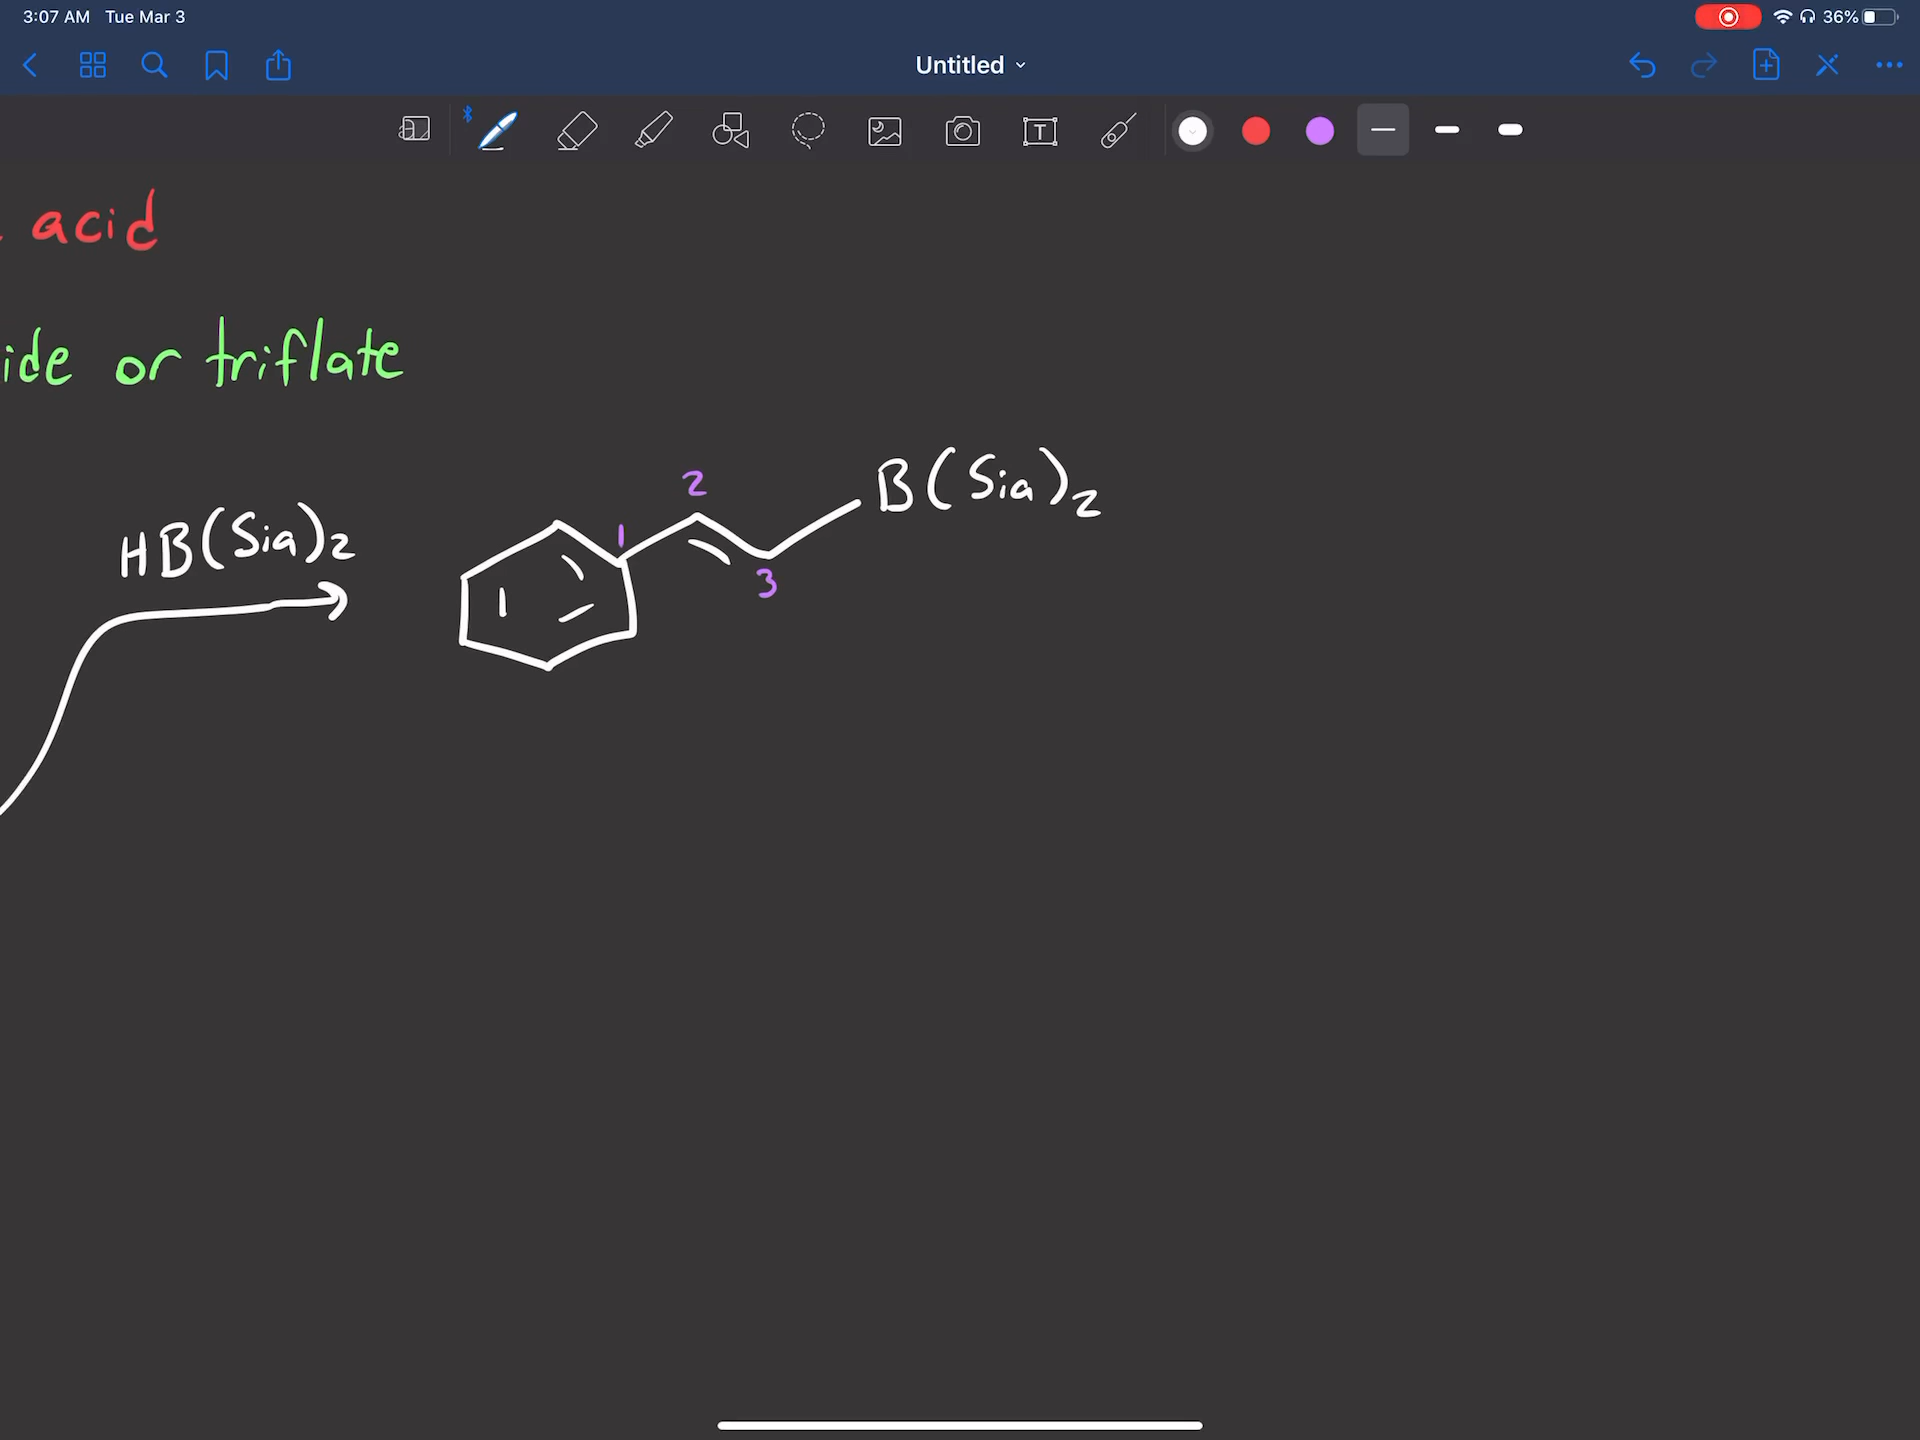 3:07 AM Tue Mar 3
36%
Untitled
T
acid
ide or triflate
B(Sia)2
2
HB(Sia)2
1
3